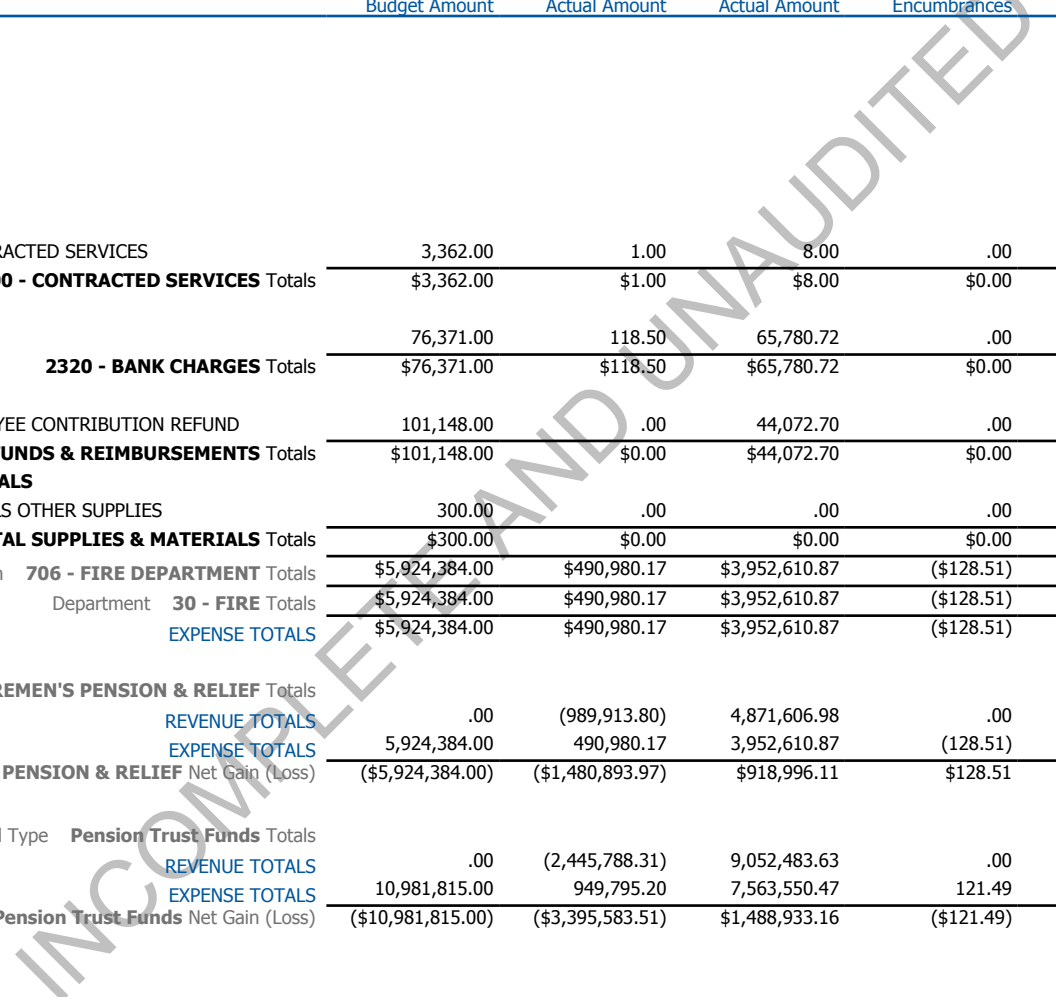 Budget Amount Actual Amount Actual Amount Encumbrances
RACTED SERVICES 3,362.00 1.00 8.00 .00
00 - CONTRACTED SERVICES Totals $3,362.00 $1.00 $8.00 $0.00
76,371.00 118.50 65,780.72 .00
2320 - BANK CHARGES Totals $76,371.00 $118.50 $65,780.72 $0.00
YEE CONTRIBUTION REFUND 101,148.00 .00 44,072.70 .00
FUNDS & REIMBURSEMENTS Totals $101,148.00 $0.00 $44,072.70 $0.00
ALS
LS OTHER SUPPLIES 300.00 .00 .00 .00
TAL SUPPLIES & MATERIALS Totals $300.00 $0.00 $0.00 $0.00
n 706 - FIRE DEPARTMENT Totals $5,924,384.00 $490,980.17 $3,952,610.87 ($128.51)
Department 30 - FIRE Totals $5,924,384.00 $490,980.17 $3,952,610.87 ($128.51)
EXPENSE TOTALS $5,924,384.00 $490,980.17 $3,952,610.87 ($128.51)
REMEN'S PENSION & RELIEF Totals
REVENUE TOTALS .00 (989,913.80) 4,871,606.98 .00
EXPENSE TOTALS 5,924,384.00 490,980.17 3,952,610.87 (128.51)
PENSION & RELIEF Net Gain (Loss) ($5,924,384.00) ($1,480,893.97) $918,996.11 $128.51
d Type Pension Trust Funds Totals
REVENUE TOTALS .00 (2,445,788.31) 9,052,483.63 .00
EXPENSE TOTALS 10,981,815.00 949,795.20 7,563,550.47 121.49
Pension Trust Funds Net Gain (Loss) ($10,981,815.00) ($3,395,583.51) $1,488,933.16 ($121.49)
INCOMPLETE AND UNAUDITED